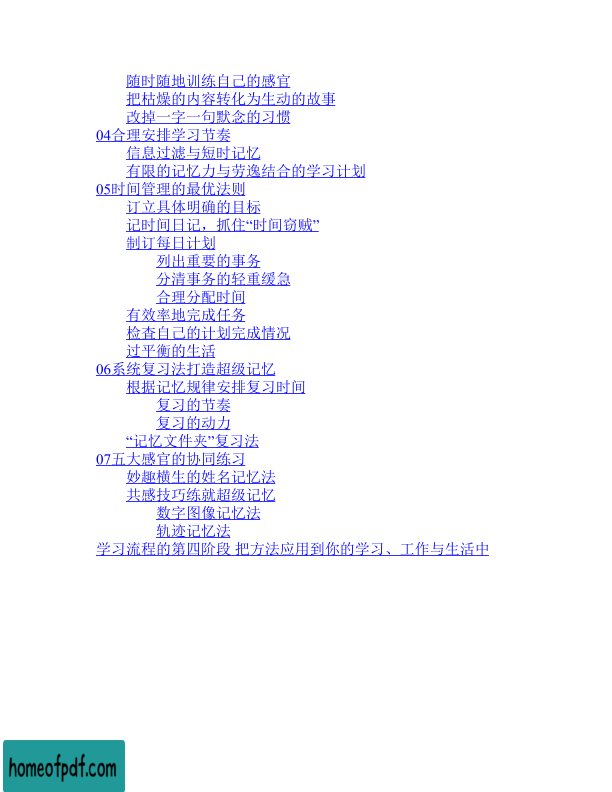 随时随地训练自己的感官
把枯燥的内容转化为生动的故事
改掉一字一句默念的习惯
04合理安排学习节奏
信息过滤与短时记忆
有限的记忆力与劳逸结合的学习计划
05时间管理的最优法则
订立具体明确的目标
记时间日记，抓住“时间窃贼”
制订每日计划
列出重要的事务
分清事务的轻重缓急
合理分配时间
有效率地完成任务
检查自己的计划完成情况
过平衡的生活
06系统复习法打造超级记忆
根据记忆规律安排复习时间
复习的节奏
复习的动力
“记忆文件夹”复习法
07五大感官的协同练习
妙趣横生的姓名记忆法
共感技巧练就超级记忆
数字图像记忆法
轨迹记忆法
学习流程的第四阶段 把方法应用到你的学习、工作与生活中
homeofpdf.com